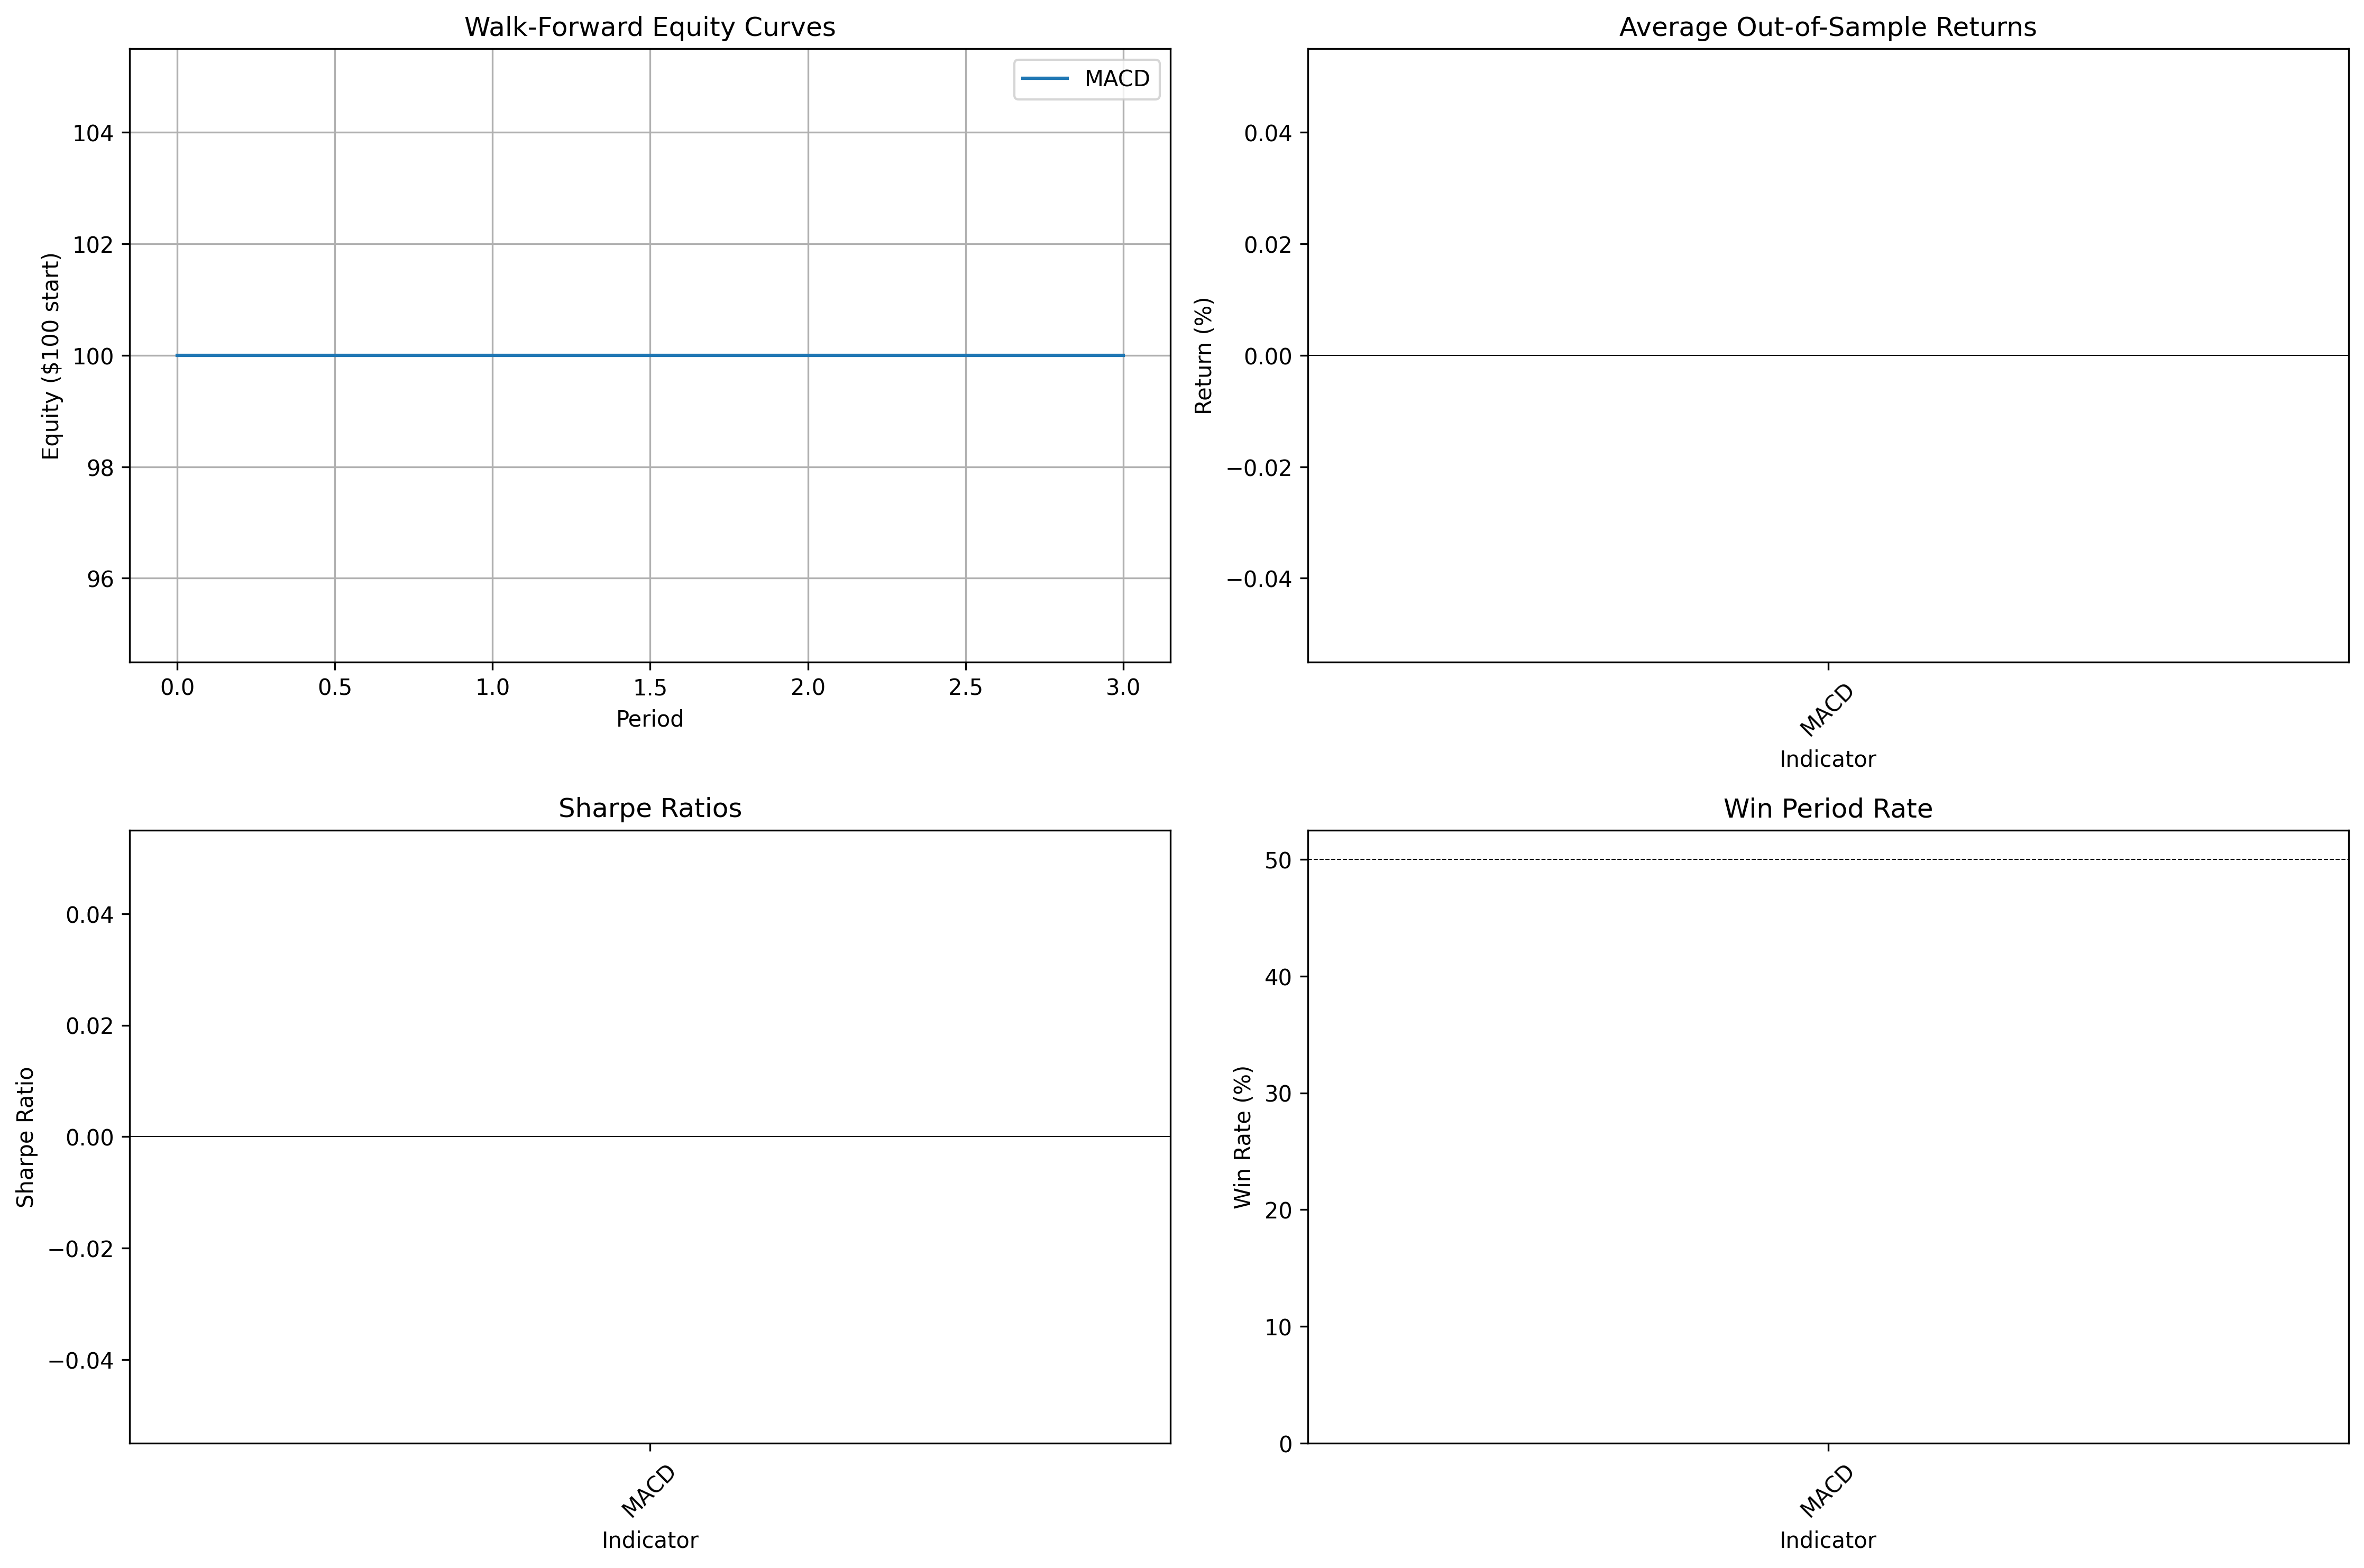 Walk-Forward Equity Curves
MACD
104
102
100
98
96
Equity ($100 start)
0.0 0.5 1.0 1.5 2.0 2.5 3.0
Period
Average Out-of-Sample Returns
0.04
0.02
0.00
−0.02
−0.04
Return (%)
MACD
Indicator
Sharpe Ratios
0.04
0.02
0.00
−0.02
−0.04
Sharpe Ratio
MACD
Indicator
Win Period Rate
50
40
30
20
10
0
Win Rate (%)
MACD
Indicator